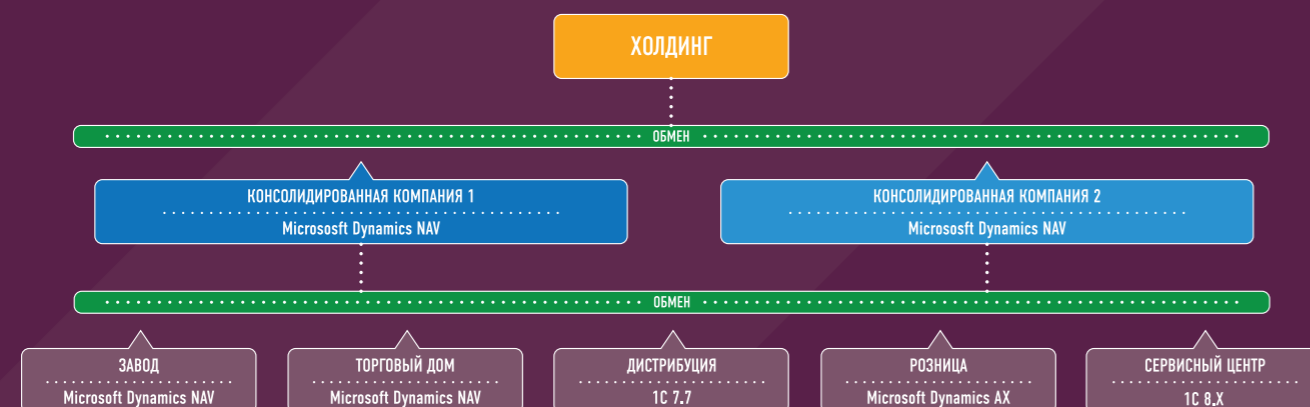 ХОЛДИНГ
ОБМЕН
КОНСОЛИДИРОВАННАЯ КОМПАНИЯ 1
Micrososft Dynamics NAV
КОНСОЛИДИРОВАННАЯ КОМПАНИЯ 2
Micrososft Dynamics NAV
ОБМЕН
ЗАВОД
Microsoft Dynamics NAV
ТОРГОВЫЙ ДОМ
Microsoft Dynamics NAV
ДИСТРИБУЦИЯ
1С 7.7
РОЗНИЦА
Microsoft Dynamics AX
СЕРВИСНЫЙ ЦЕНТР
1С 8.X